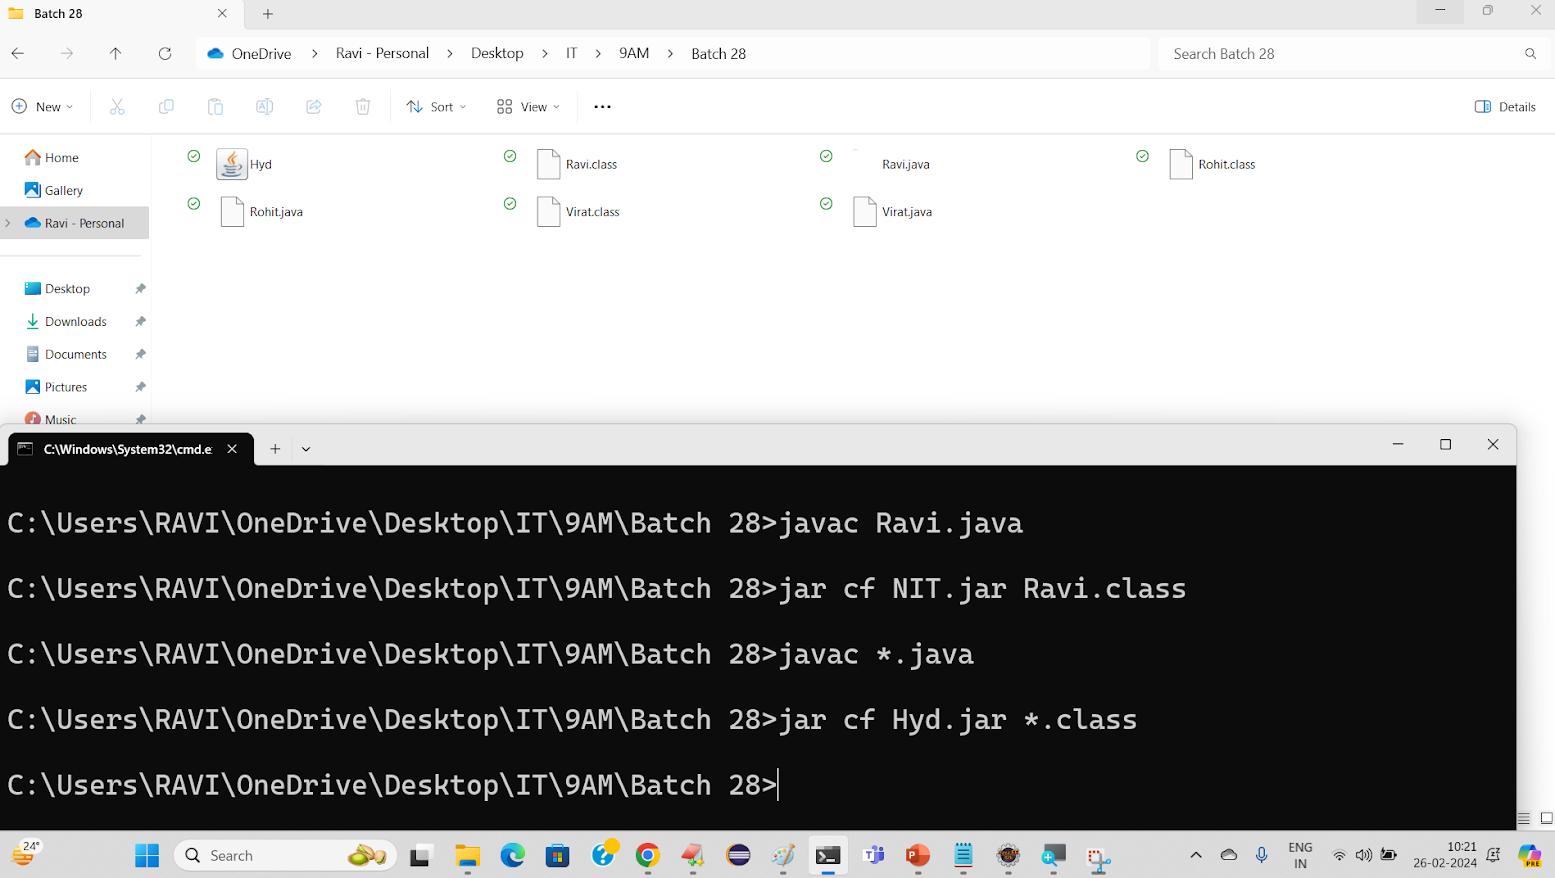 Batch 28
OneDrive > Ravi - Personal > Desktop > IT > 9AM > Batch 28
Search Batch 28
New
Sort
View
Details
Home
Gallery
Ravi - Personal
Desktop
Downloads
Documents
Pictures
Music
Hyd
Ravi.class
Ravi.java
Rohit.class
Rohit.java
Virat.class
Virat.java
C:\Windows\System32\cmd.e
C:\Users\RAVI\OneDrive\Desktop\IT\9AM\Batch 28>javac Ravi.java
C:\Users\RAVI\OneDrive\Desktop\IT\9AM\Batch 28>jar cf NIT.jar Ravi.class
C:\Users\RAVI\OneDrive\Desktop\IT\9AM\Batch 28>javac *.java
C:\Users\RAVI\OneDrive\Desktop\IT\9AM\Batch 28>jar cf Hyd.jar *.class
C:\Users\RAVI\OneDrive\Desktop\IT\9AM\Batch 28>
24°
Search
ENG
IN
10:21
26-02-2024
PRE